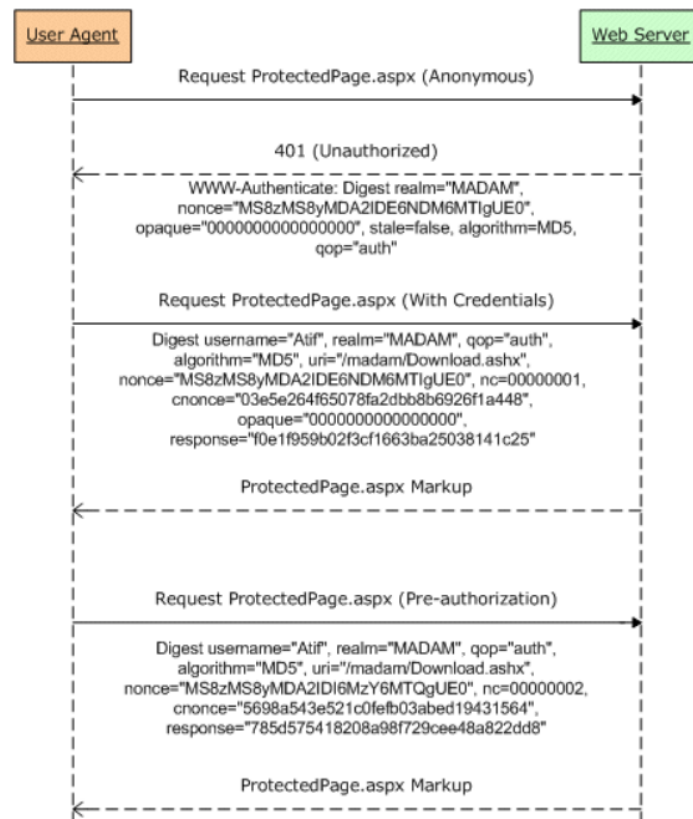 User Agent
Web Server
Request ProtectedPage.aspx (Anonymous)
401 (Unauthorized)
WWW-Authenticate: Digest realm="MADAM",
nonce="MS8zMS8yMDA2IDE6NDM6MTIgUE0",
opaque="0000000000000000", stale=false, algorithm=MD5,
qop="auth"
Request ProtectedPage.aspx (With Credentials)
Digest username="Atif", realm="MADAM", qop="auth",
algorithm="MD5", uri="/madam/Download.ashx",
nonce="MS8zMS8yMDA2IDE6NDM6MTIgUE0", nc=00000001,
cnonce="03e5e264f65078fa2dbb8b6926f1a448",
opaque="0000000000000000",
response="f0e1f959b02f3cf1663ba25038141c25"
ProtectedPage.aspx Markup
Request ProtectedPage.aspx (Pre-authorization)
Digest username="Atif", realm="MADAM", qop="auth",
algorithm="MD5", uri="/madam/Download.ashx",
nonce="MS8zMS8yMDA2IDI6MzY6MTQgUE0", nc=00000002,
cnonce="5698a543e521c0fefb03abed19431564",
response="785d575418208a98f729cee48a822dd8"
ProtectedPage.aspx Markup